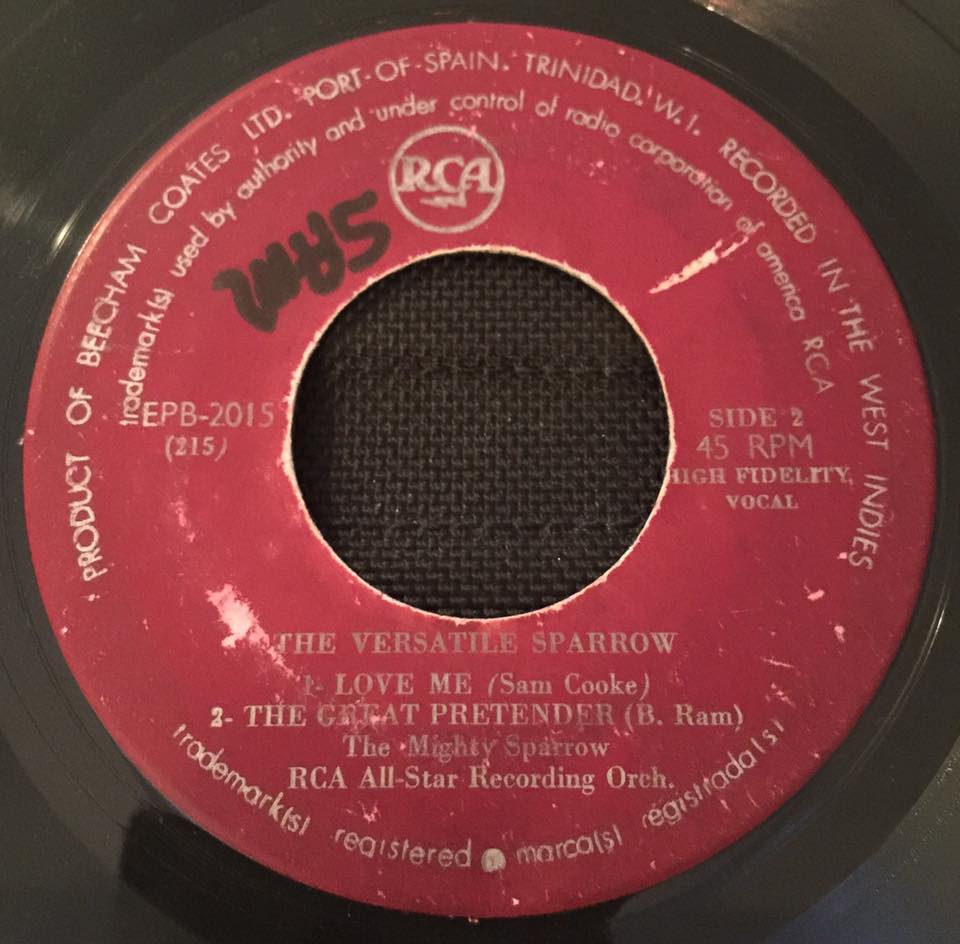 PRODUCT OF BEECHAM COATES LTD. PORT-OF-SPAIN. TRINIDAD. W.I. RECORDED IN THE WEST INDIES
trademark(s) used by authority and under control of radio corporation of america RCA
RCA
SAM
EPB-2015
(215)
SIDE 2
45 RPM
HIGH FIDELITY
VOCAL
THE VERSATILE SPARROW
1- LOVE ME (Sam Cooke)
2- THE GREAT PRETENDER (B. Ram)
The Mighty Sparrow
RCA All-Star Recording Orch.
trademark(s) registered marca(s) registrada(s)